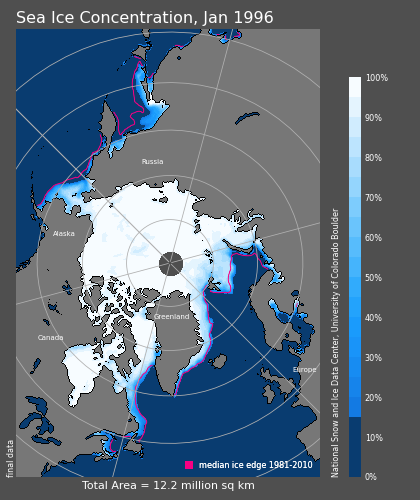 Sea Ice Concentration, Jan 1996
Russia
Alaska
Greenland
Canada
Europe
median ice edge 1981-2010
final data
Total Area = 12.2 million sq km
National Snow and Ice Data Center, University of Colorado Boulder
100%
90%
80%
70%
60%
50%
40%
30%
20%
10%
0%